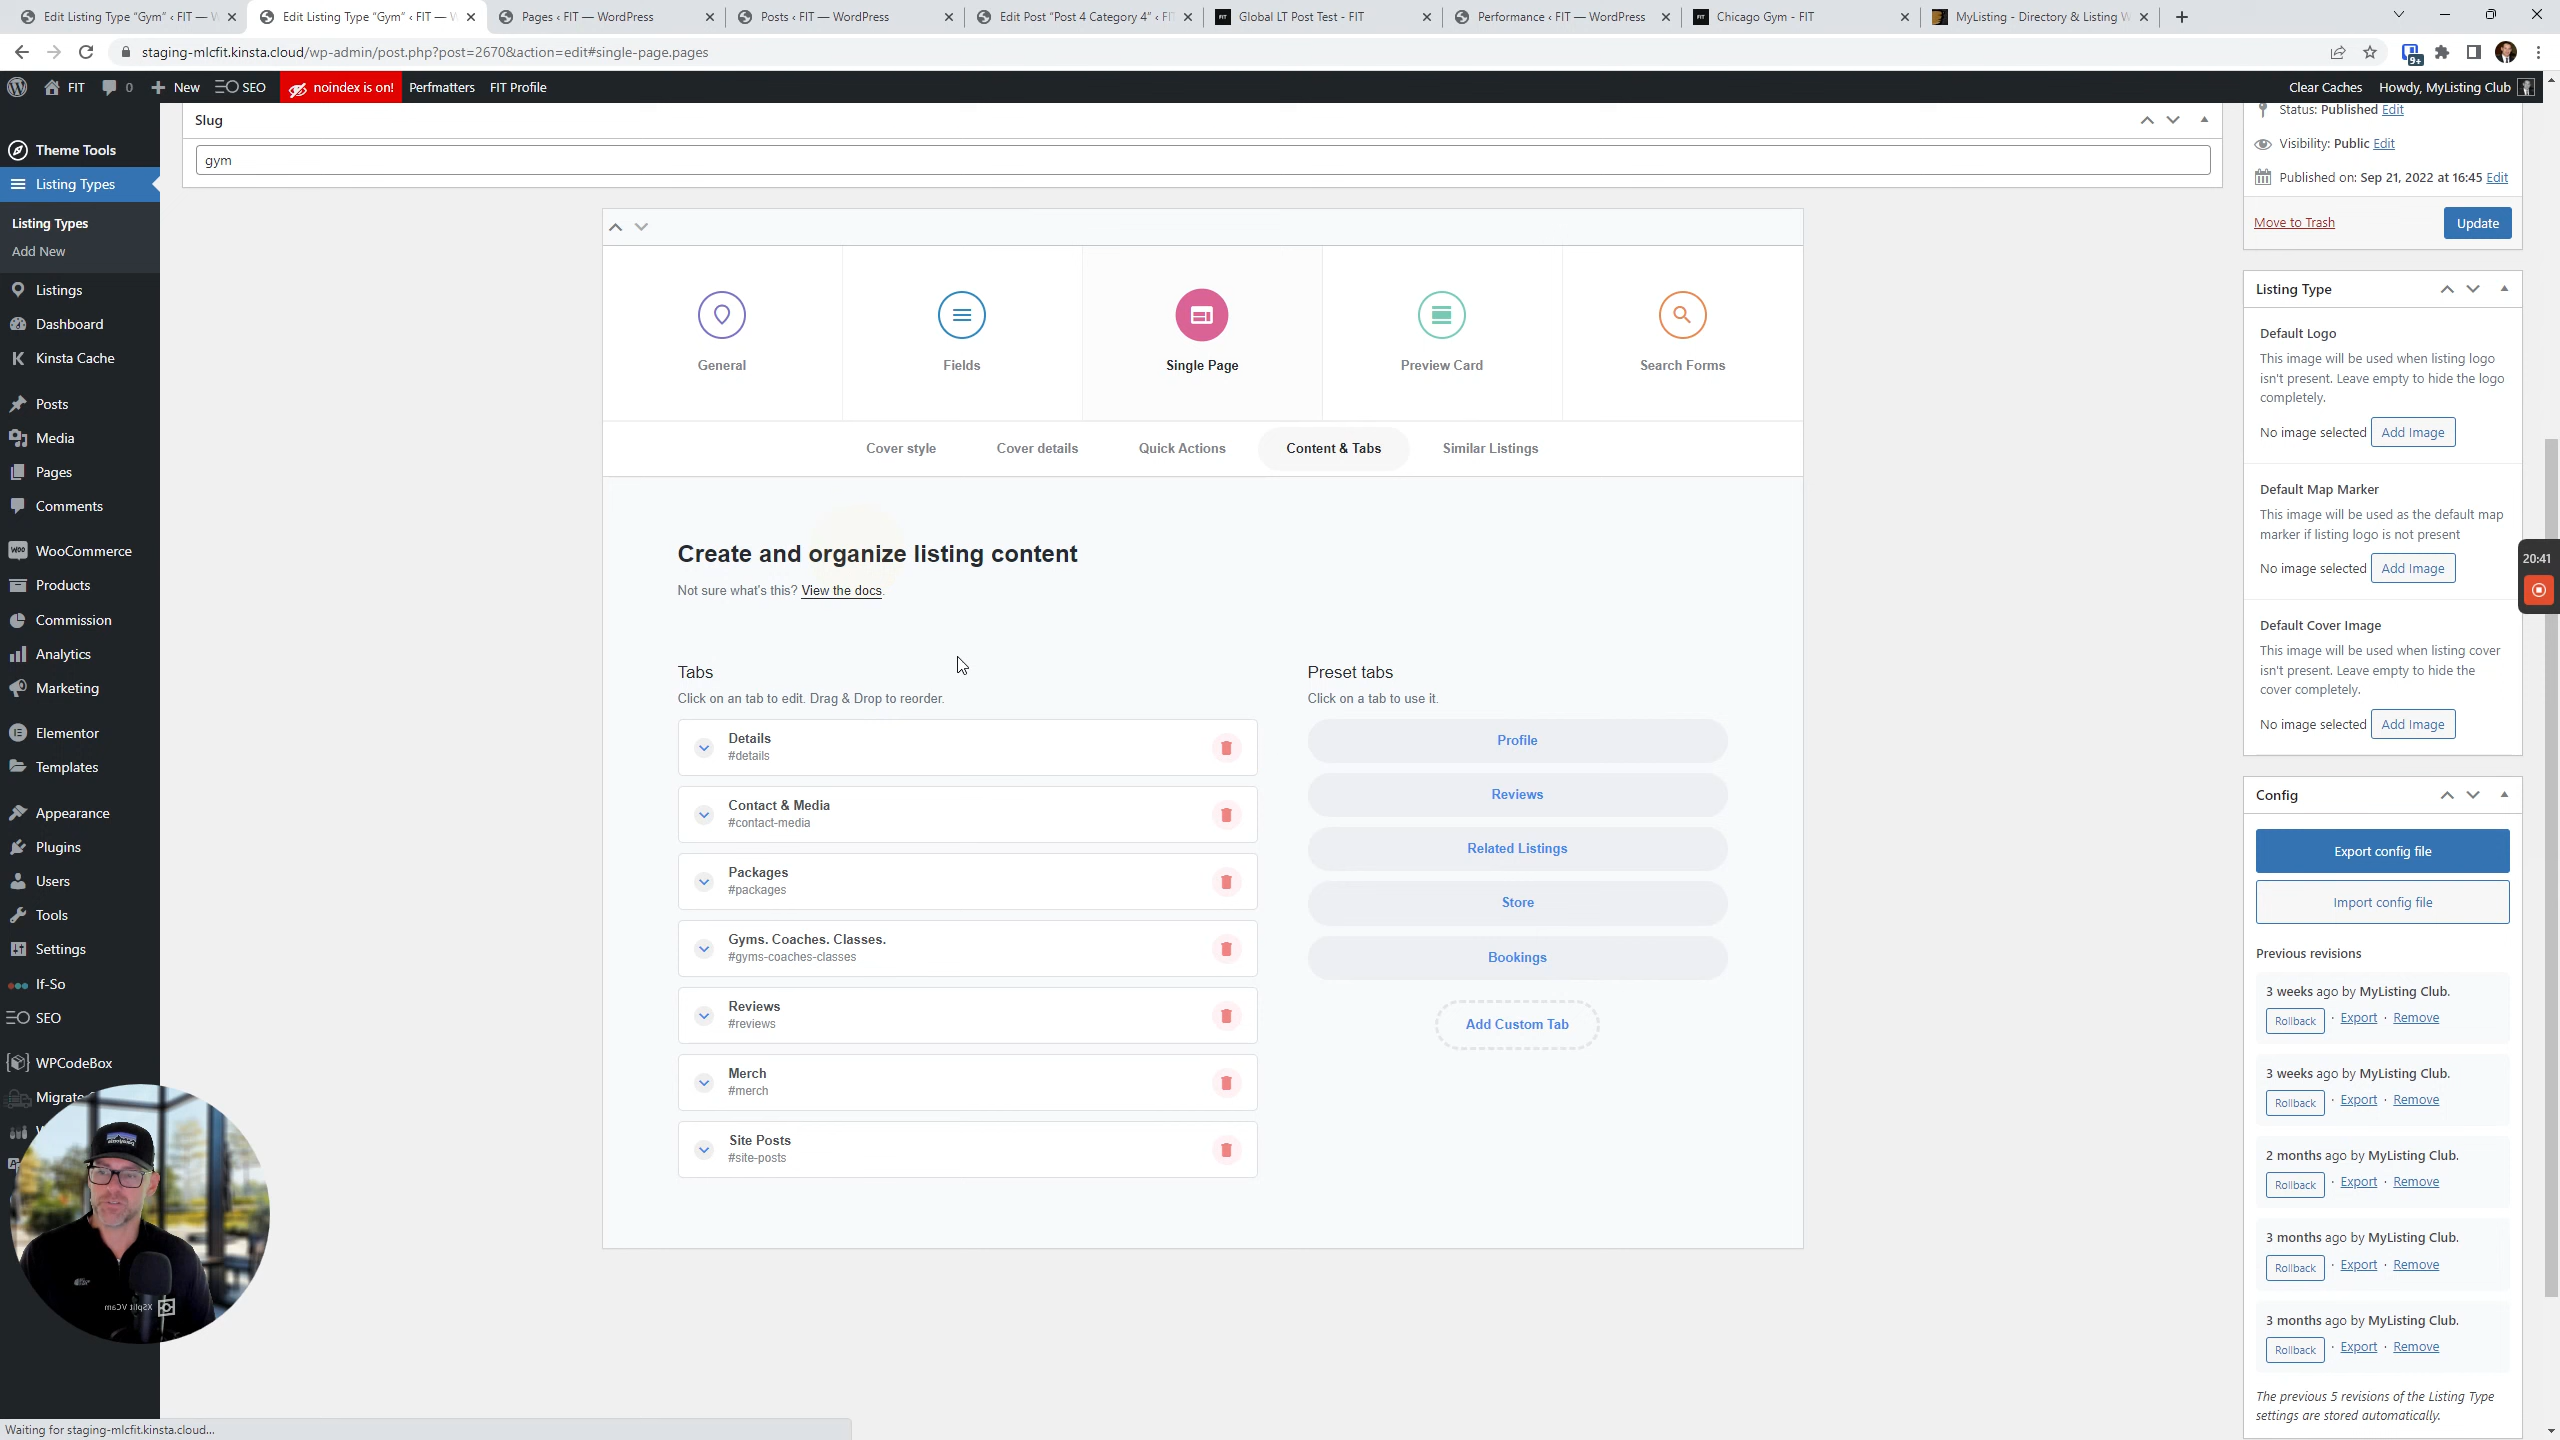 Edit Listing Type “Gym” ‹ FIT — W
Edit Listing Type “Gym” ‹ FIT — W
Pages ‹ FIT — WordPress
Posts ‹ FIT — WordPress
Edit Post “Post 4 Category 4” ‹ FIT
Global LT Post Test - FIT
Performance ‹ FIT — WordPress
Chicago Gym - FIT
MyListing - Directory & Listing W
staging-mlcfit.kinsta.cloud/wp-admin/post.php?post=2670&action=edit#single-page.pages
9+
FIT
0
New
SEO
noindex is on!
Perfmatters
FIT Profile
Clear Caches
Howdy, MyListing Club
Theme Tools
Listing Types
Listing Types
Add New
Listings
Dashboard
Kinsta Cache
Posts
Media
Pages
Comments
WooCommerce
Products
Commission
Analytics
Marketing
Elementor
Templates
Appearance
Plugins
Users
Tools
Settings
If-So
SEO
WPCodeBox
Migrate
Slug
gym
General
Fields
Single Page
Preview Card
Search Forms
Cover style
Cover details
Quick Actions
Content & Tabs
Similar Listings
Create and organize listing content
Not sure what's this? View the docs.
Tabs
Click on an tab to edit. Drag & Drop to reorder.
Details
#details
Contact & Media
#contact-media
Packages
#packages
Gyms. Coaches. Classes.
#gyms-coaches-classes
Reviews
#reviews
Merch
#merch
Site Posts
#site-posts
Preset tabs
Click on a tab to use it.
Profile
Reviews
Related Listings
Store
Bookings
Add Custom Tab
Status: Published Edit
Visibility: Public Edit
Published on: Sep 21, 2022 at 16:45 Edit
Move to Trash
Update
Listing Type
Default Logo
This image will be used when listing logo
isn't present. Leave empty to hide the logo
completely.
No image selected Add Image
Default Map Marker
This image will be used as the default map
marker if listing logo is not present
No image selected Add Image
20:41
Default Cover Image
This image will be used when listing cover
isn't present. Leave empty to hide the
cover completely.
No image selected Add Image
Config
Export config file
Import config file
Previous revisions
3 weeks ago by MyListing Club.
Rollback · Export · Remove
3 weeks ago by MyListing Club.
Rollback · Export · Remove
2 months ago by MyListing Club.
Rollback · Export · Remove
3 months ago by MyListing Club.
Rollback · Export · Remove
3 months ago by MyListing Club.
Rollback · Export · Remove
The previous 5 revisions of the Listing Type
settings are stored automatically.
XSplit VCam
Waiting for staging-mlcfit.kinsta.cloud...